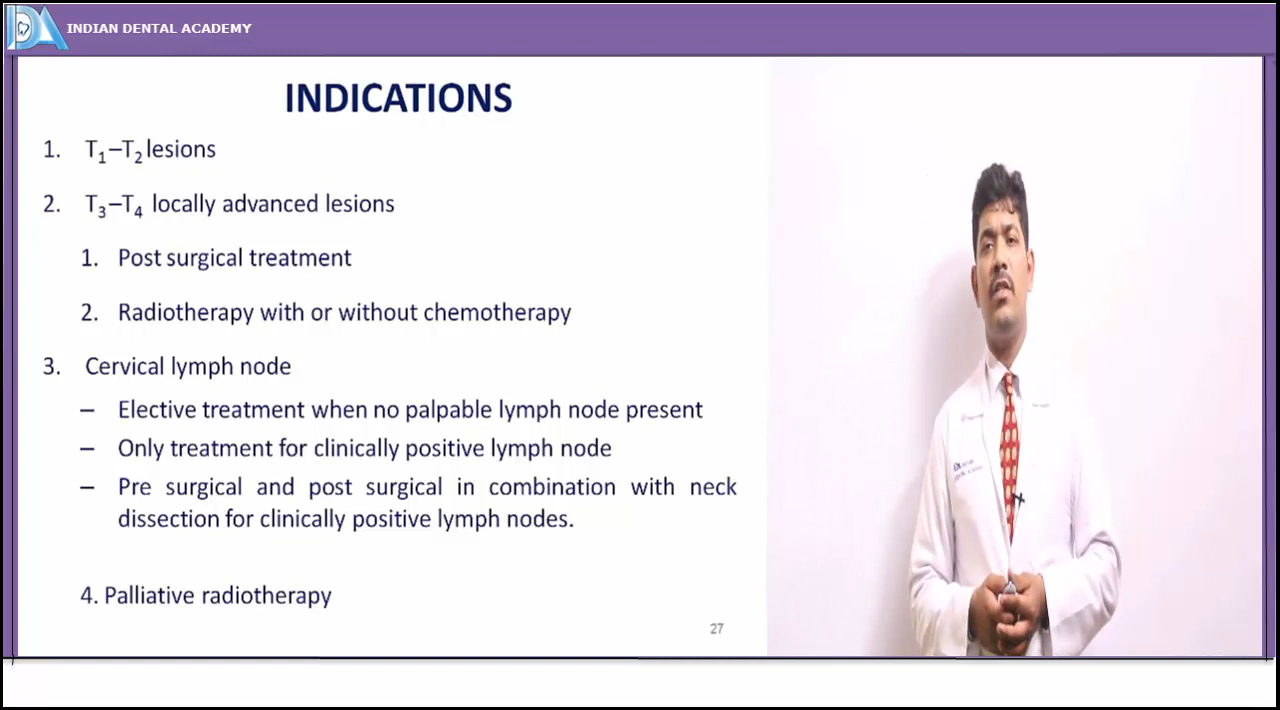 INDIAN DENTAL ACADEMY
INDICATIONS
1. T₁–T₂ lesions
2. T₃–T₄ locally advanced lesions
1. Post surgical treatment
2. Radiotherapy with or without chemotherapy
3. Cervical lymph node
– Elective treatment when no palpable lymph node present
– Only treatment for clinically positive lymph node
– Pre surgical and post surgical in combination with neck
dissection for clinically positive lymph nodes.
4. Palliative radiotherapy
27